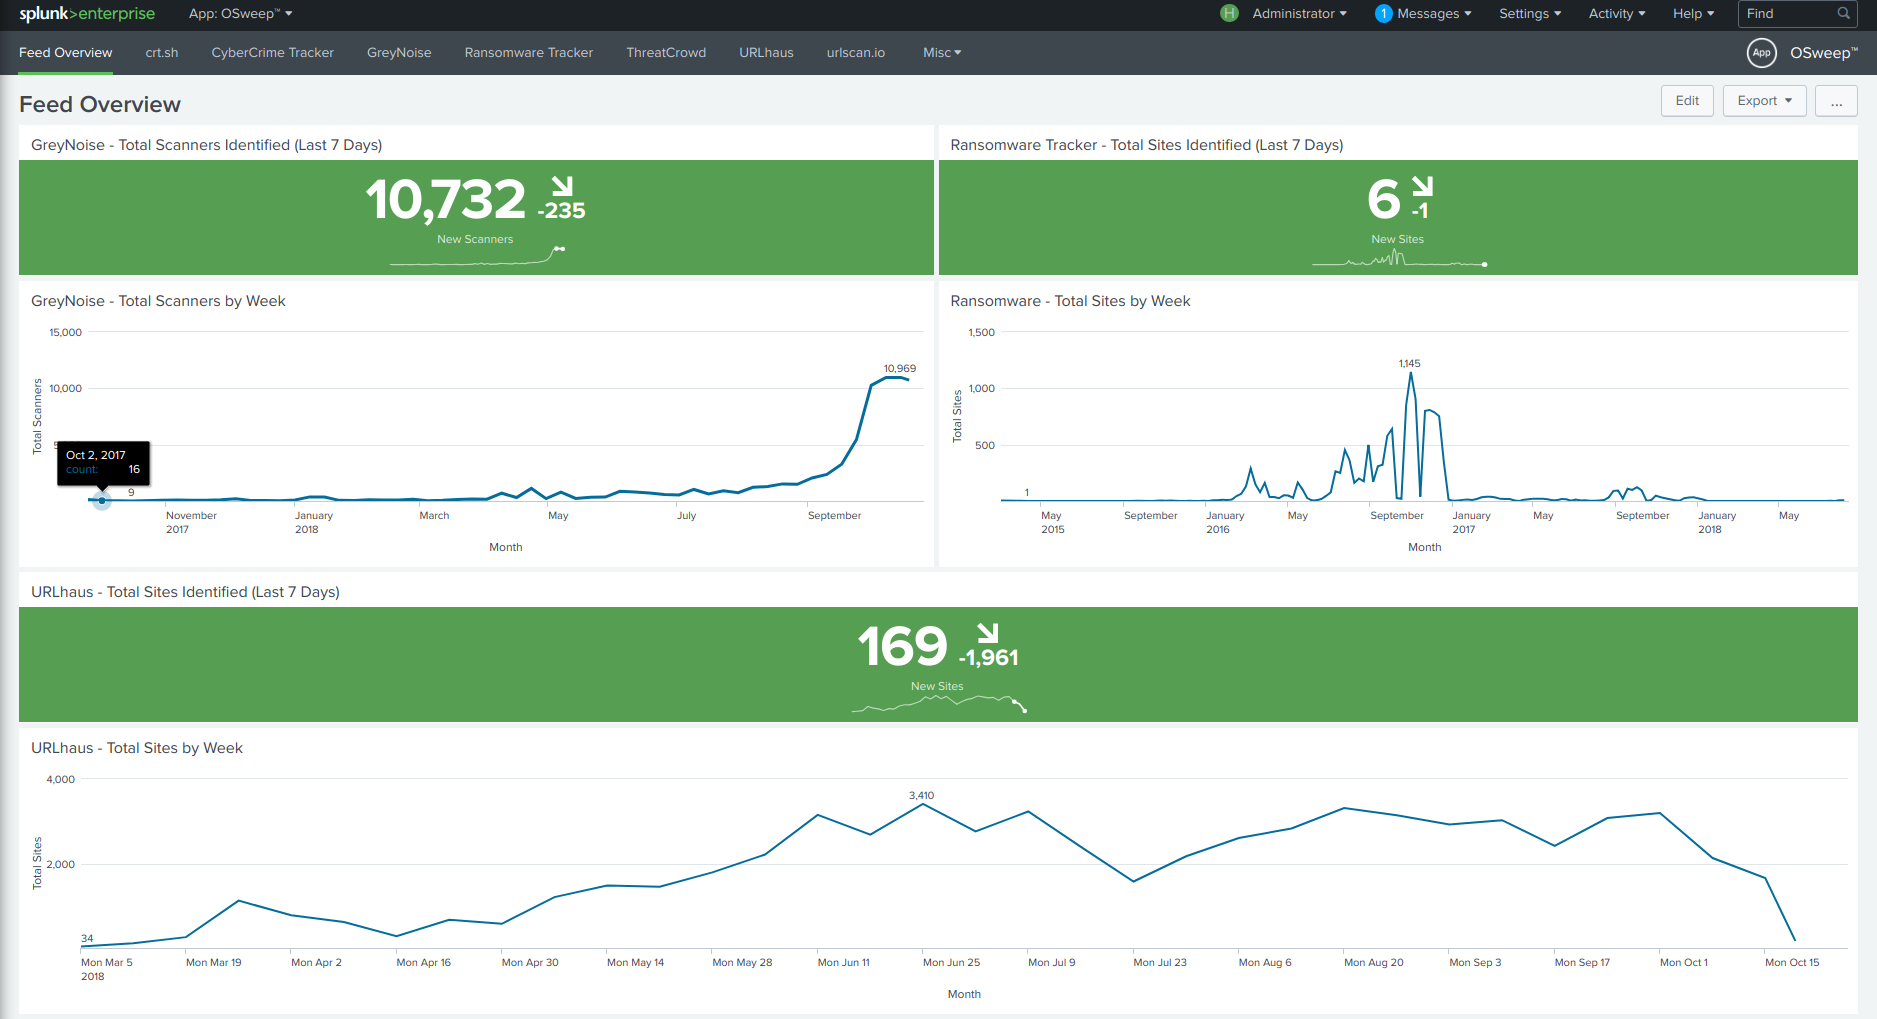 splunk>enterprise App: OSweep™ H Administrator 1 Messages Settings Activity Help Find
Feed Overview crt.sh CyberCrime Tracker GreyNoise Ransomware Tracker ThreatCrowd URLhaus urlscan.io Misc App OSweep™
Feed Overview Edit Export ...
GreyNoise - Total Scanners Identified (Last 7 Days)
10,732 -235
New Scanners
Ransomware Tracker - Total Sites Identified (Last 7 Days)
6 -1
New Sites
GreyNoise - Total Scanners by Week
15,000
10,969
10,000
Total Scanners
5
Oct 2, 2017
count: 16
9
November January March May July September
2017 2018
Month
Ransomware - Total Sites by Week
1,500
1,145
1,000
Total Sites
500
1
May September January May September January May September January May
2015 2016 2017 2018
Month
URLhaus - Total Sites Identified (Last 7 Days)
169 -1,961
New Sites
URLhaus - Total Sites by Week
4,000
3,410
Total Sites
2,000
34
Mon Mar 5 Mon Mar 19 Mon Apr 2 Mon Apr 16 Mon Apr 30 Mon May 14 Mon May 28 Mon Jun 11 Mon Jun 25 Mon Jul 9 Mon Jul 23 Mon Aug 6 Mon Aug 20 Mon Sep 3 Mon Sep 17 Mon Oct 1 Mon Oct 15
2018
Month